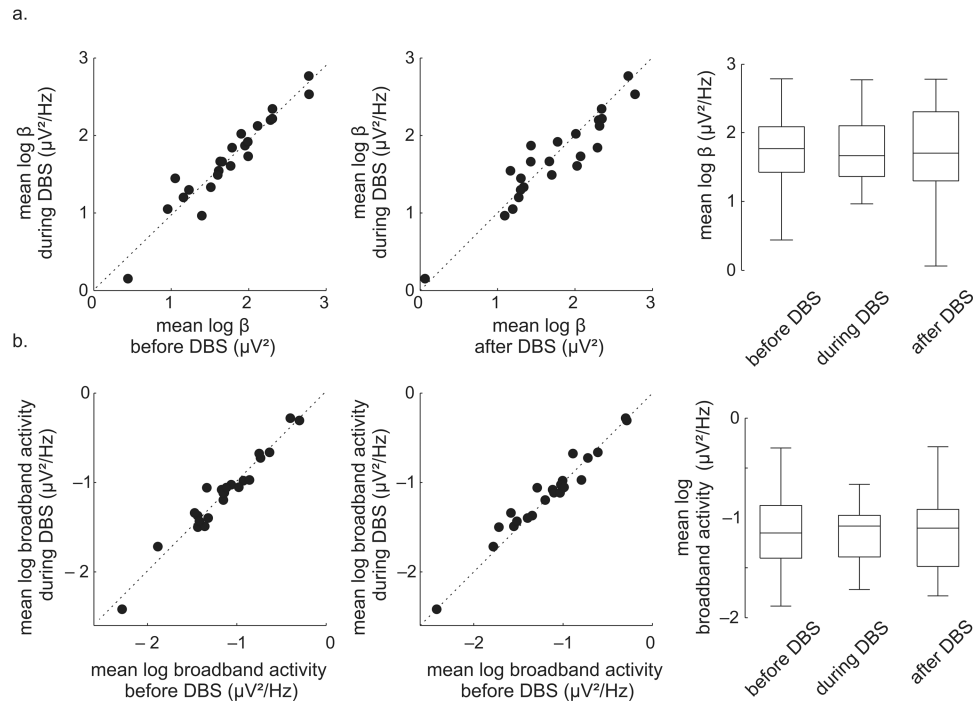 a.
3
2
1
0
mean log β
during DBS (µV²/Hz)
0
1
2
3
mean log β
before DBS (µV²)
3
2
1
0
mean log β
during DBS (µV²/Hz)
0
1
2
3
mean log β
after DBS (µV²)
3
2
1
0
mean log β (µV²/Hz)
before DBS
during DBS
after DBS
b.
0
−1
−2
mean log broadband activity
during DBS (µV²/Hz)
−2
−1
0
mean log broadband activity
before DBS (µV²/Hz)
0
−1
−2
mean log broadband activity
during DBS (µV²/Hz)
−2
−1
0
mean log broadband activity
before DBS (µV²/Hz)
0
−1
−2
mean log
broadband activity (µV²/Hz)
before DBS
during DBS
after DBS